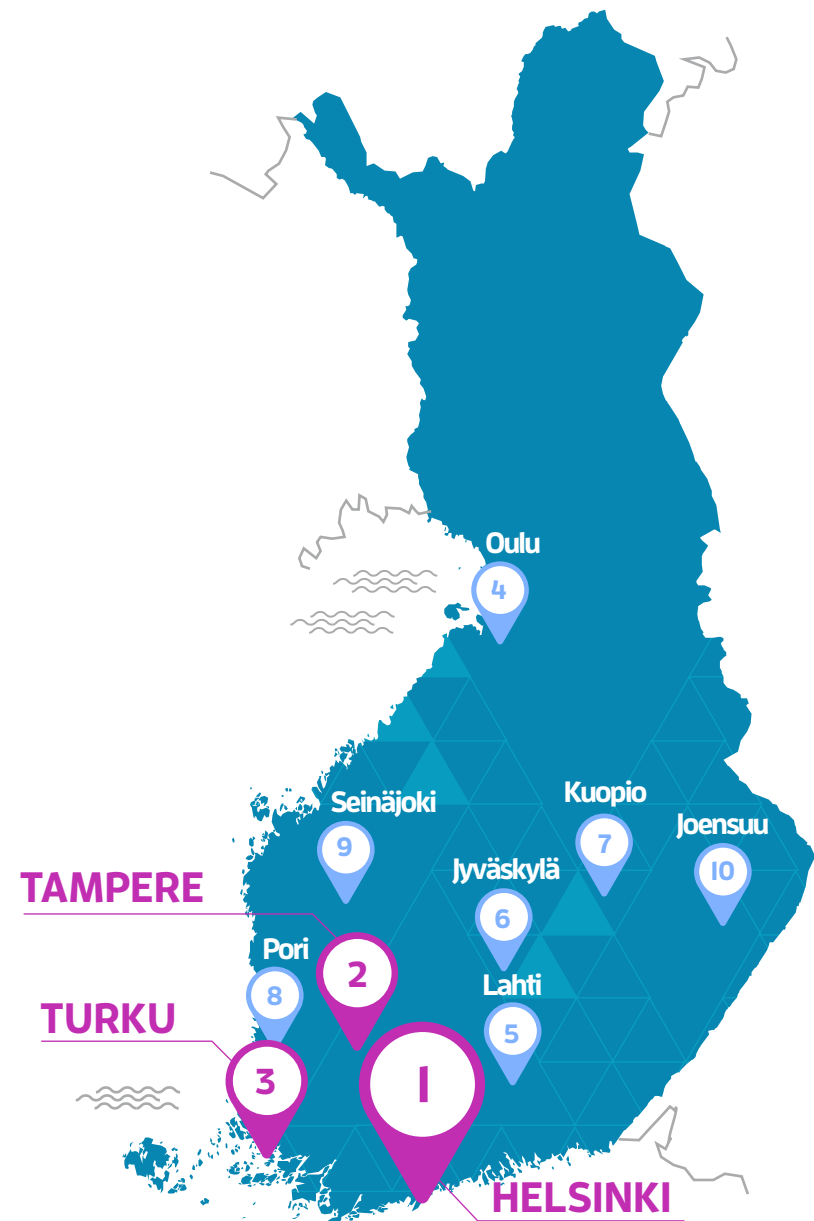 Oulu
4
Seinäjoki
9
Kuopio
7
Joensuu
10
Jyväskylä
6
TAMPERE
2
Pori
8
Lahti
5
TURKU
3
1
HELSINKI